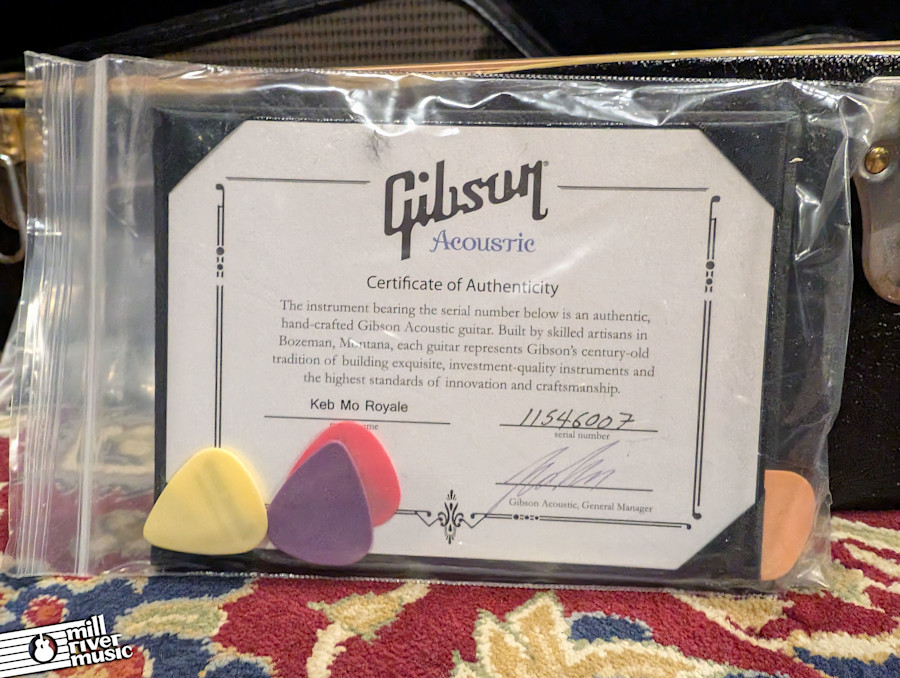 Gibson
Acoustic
Certificate of Authenticity
The instrument bearing the serial number below is an authentic,
hand-crafted Gibson Acoustic guitar. Built by skilled artisans in
Bozeman, Montana, each guitar represents Gibson's century-old
tradition of building exquisite, investment-quality instruments and
the highest standards of innovation and craftsmanship.
Keb Mo Royale
11546007
serial number
Gibson Acoustic, General Manager
mill
river
music